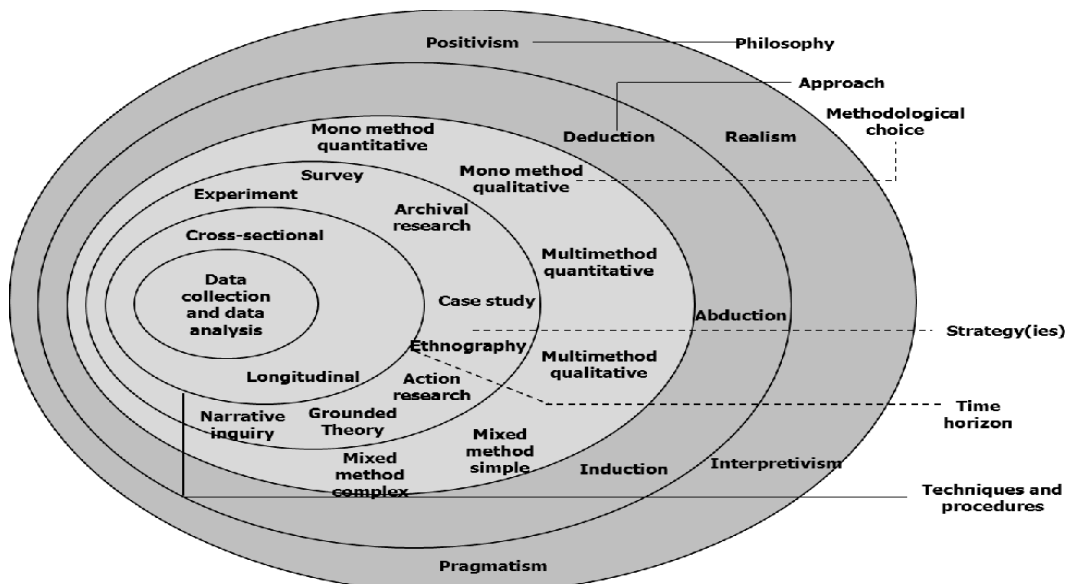 Positivism
Philosophy
Approach
Methodological
choice
Mono method
quantitative
Deduction
Realism
Survey
Mono method
qualitative
Experiment
Archival
research
Cross-sectional
Multimethod
quantitative
Data
collection
and data
analysis
Case study
Abduction
Strategy(ies)
Ethnography
Multimethod
qualitative
Longitudinal
Action
research
Time
horizon
Narrative
inquiry
Grounded
Theory
Mixed
method
simple
Mixed
method
complex
Induction
Interpretivism
Techniques and
procedures
Pragmatism